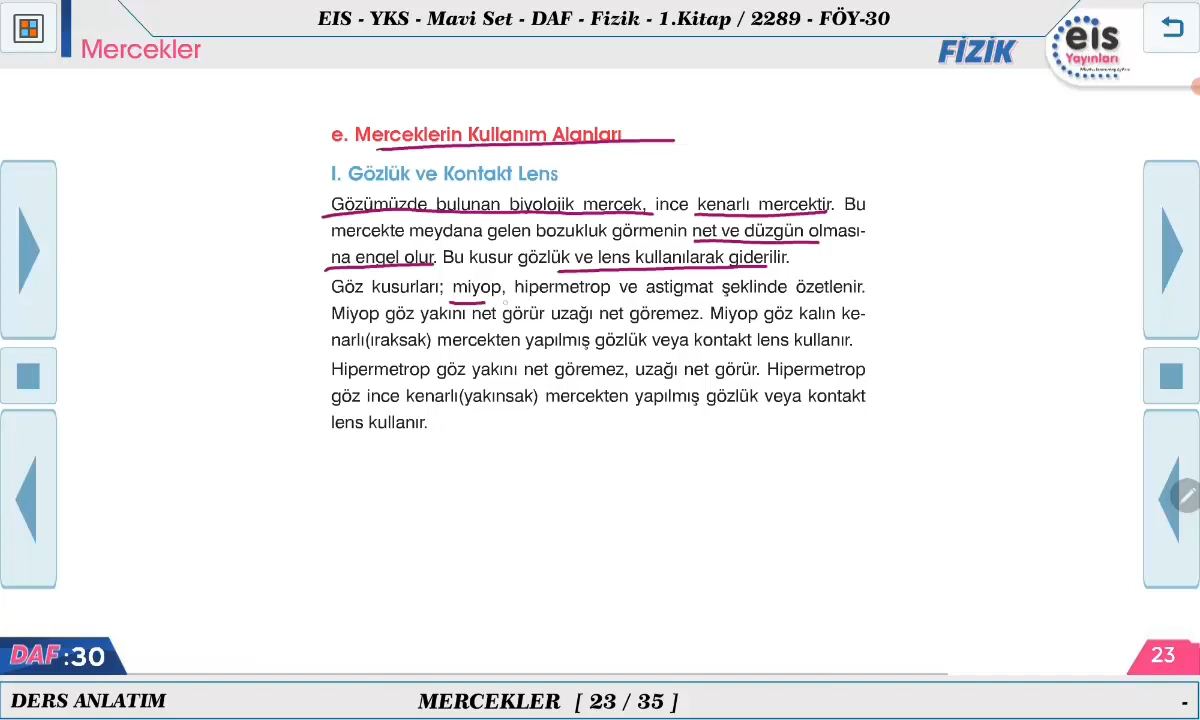 EIS - YKS - Mavi Set - DAF - Fizik - 1.Kitap / 2289 - FÖY-30
Mercekler
FİZİK
eis
Yayınları
e. Merceklerin Kullanım Alanları
I. Gözlük ve Kontakt Lens
Gözümüzde bulunan biyolojik mercek, ince kenarlı mercektir. Bu
mercekte meydana gelen bozukluk görmenin net ve düzgün olması-
na engel olur. Bu kusur gözlük ve lens kullanılarak giderilir.
Göz kusurları; miyop, hipermetrop ve astigmat şeklinde özetlenir.
Miyop göz yakını net görür uzağı net göremez. Miyop göz kalın ke-
narlı(ıraksak) mercekten yapılmış gözlük veya kontakt lens kullanır.
Hipermetrop göz yakını net göremez, uzağı net görür. Hipermetrop
göz ince kenarlı(yakınsak) mercekten yapılmış gözlük veya kontakt
lens kullanır.
DAF :30
23
DERS ANLATIM
MERCEKLER [ 23 / 35 ]
-